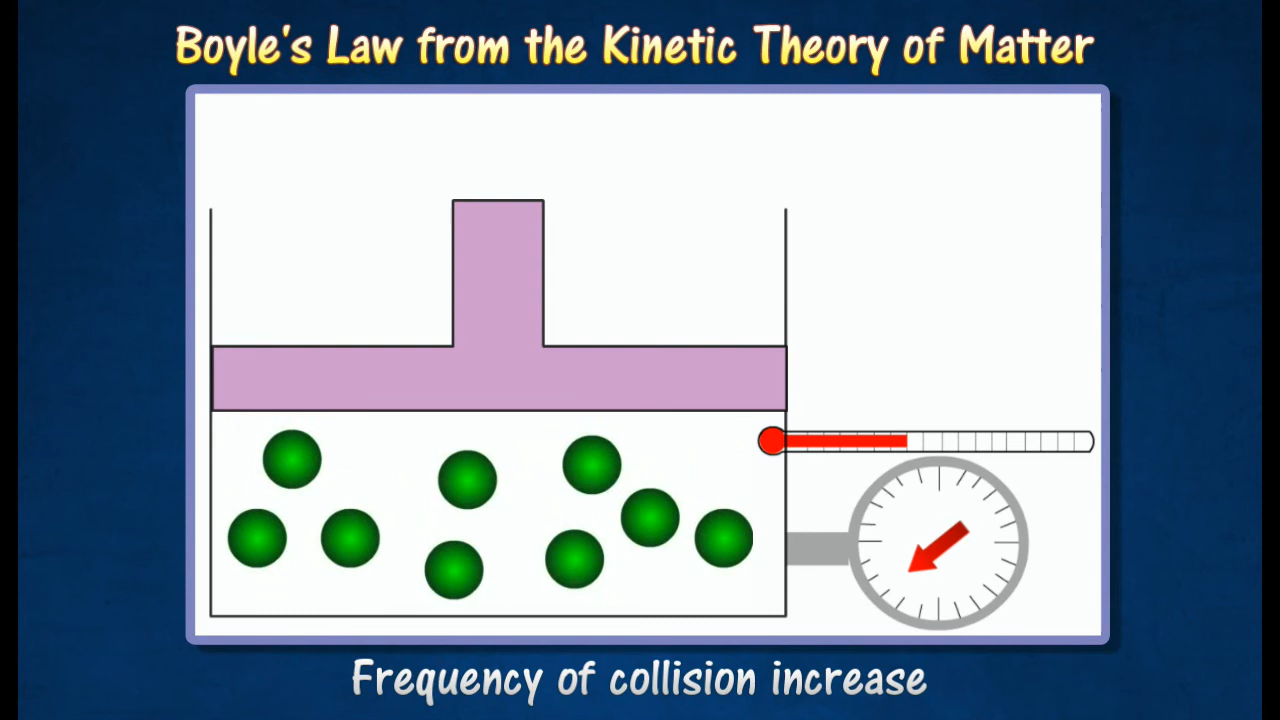 Boyle's Law from the Kinetic Theory of Matter
Frequency of collision increase